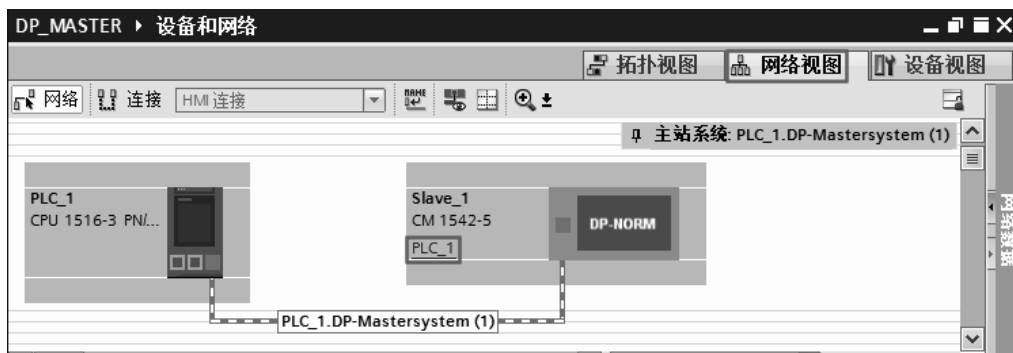 DP_MASTER ▸ 设备和网络
拓扑视图 网络视图 设备视图
网络 连接 HMI 连接
主站系统: PLC_1.DP-Mastersystem (1)
PLC_1
CPU 1516-3 PN/...
Slave_1
CM 1542-5
PLC_1
DP-NORM
PLC_1.DP-Mastersystem (1)
网络数据